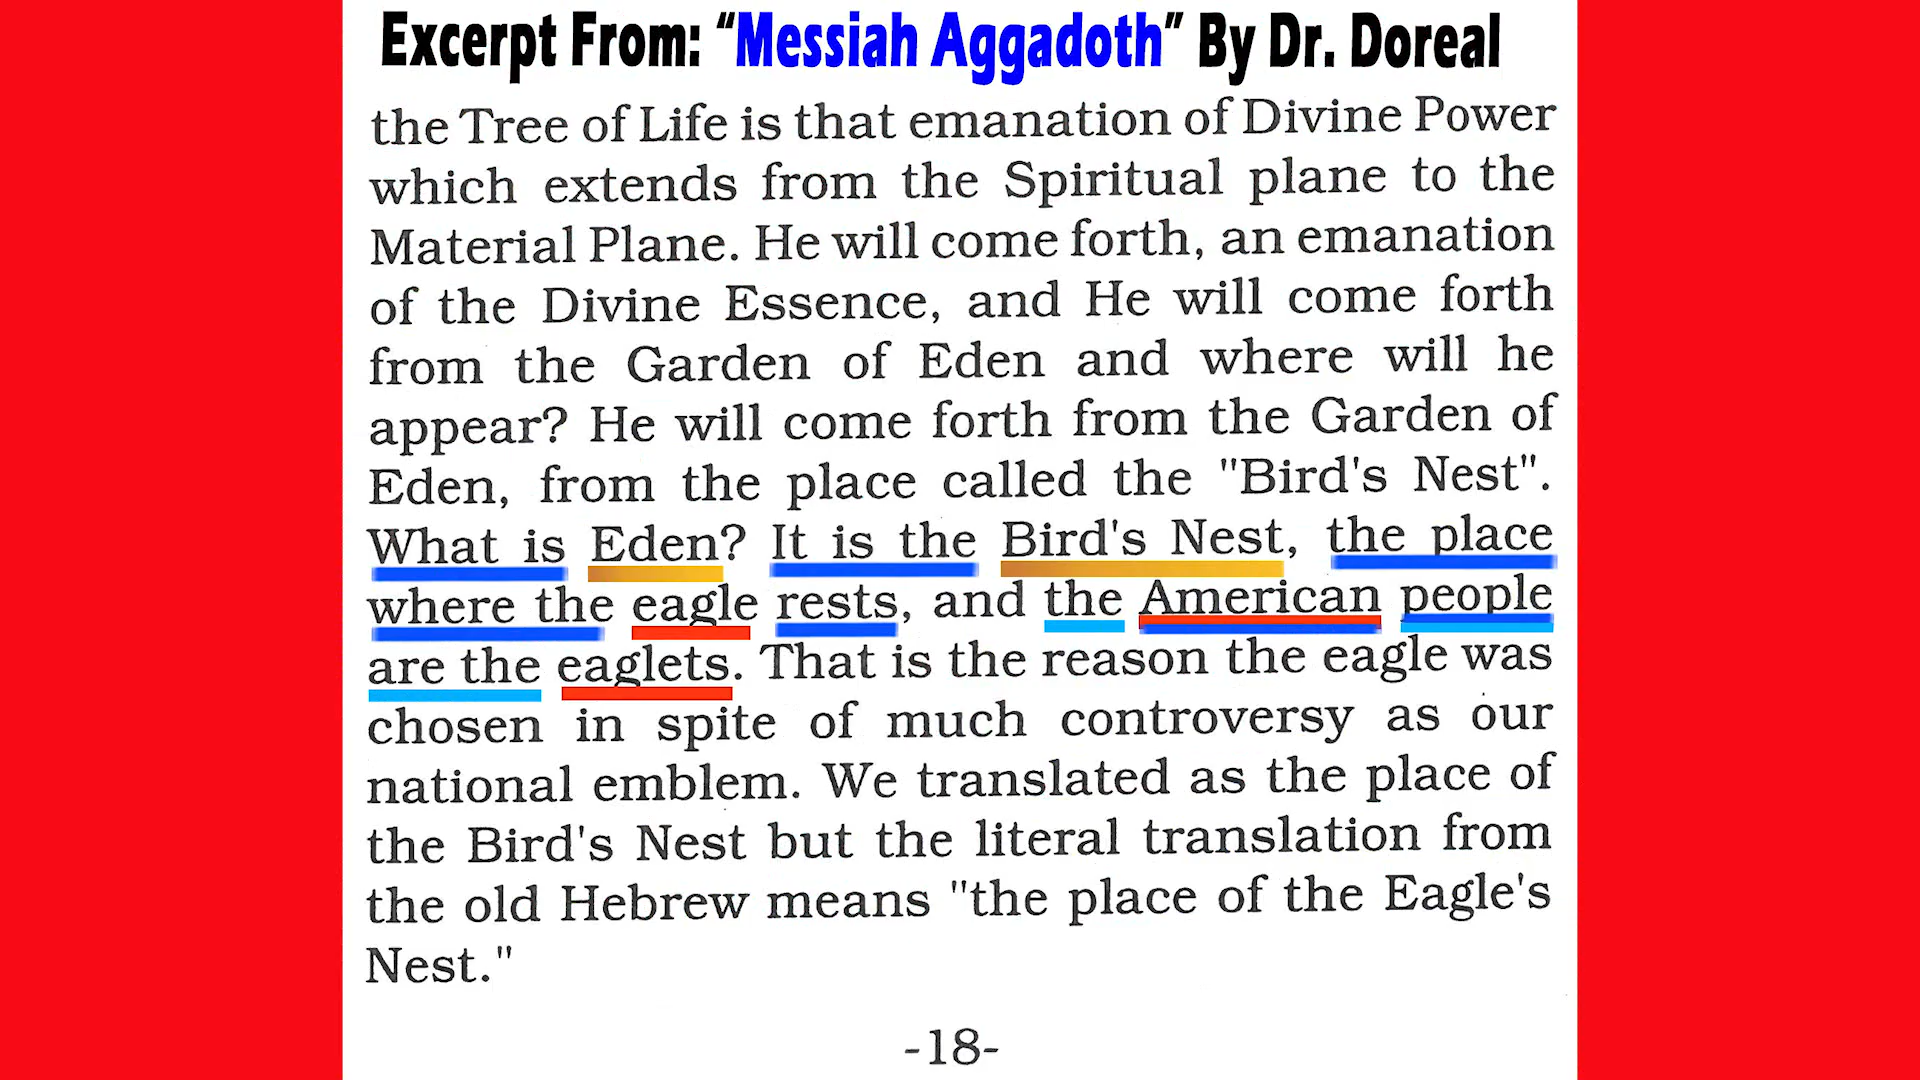 Excerpt From: “Messiah Aggadoth” By Dr. Doreal
the Tree of Life is that emanation of Divine Power
which extends from the Spiritual plane to the
Material Plane. He will come forth, an emanation
of the Divine Essence, and He will come forth
from the Garden of Eden and where will he
appear? He will come forth from the Garden of
Eden, from the place called the "Bird's Nest".
What is Eden? It is the Bird's Nest, the place
where the eagle rests, and the American people
are the eaglets. That is the reason the eagle was
chosen in spite of much controversy as our
national emblem. We translated as the place of
the Bird's Nest but the literal translation from
the old Hebrew means "the place of the Eagle's
Nest."
-18-